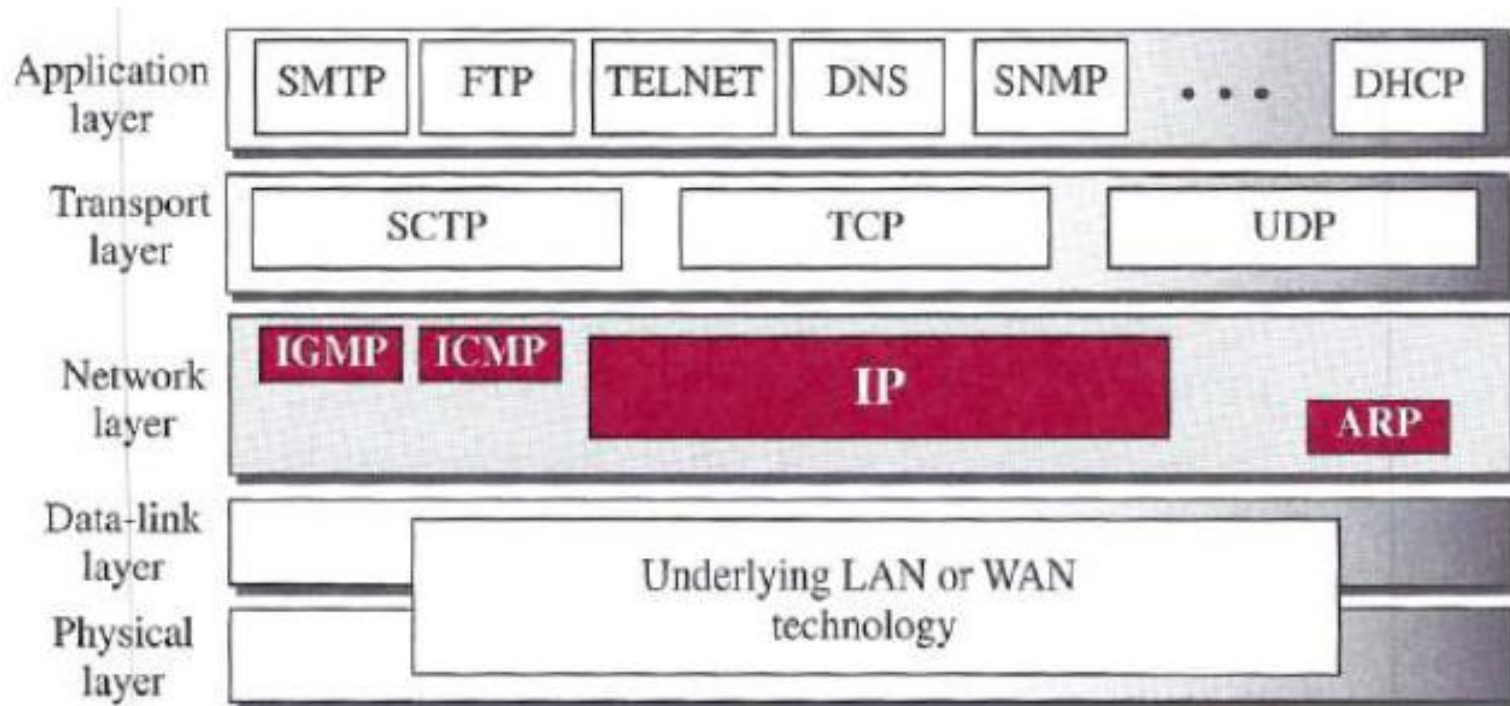 Application
layer
SMTP
FTP
TELNET
DNS
SNMP
• • •
DHCP
Transport
layer
SCTP
TCP
UDP
Network
layer
IGMP
ICMP
IP
ARP
Data-link
layer
Physical
layer
Underlying LAN or WAN
technology